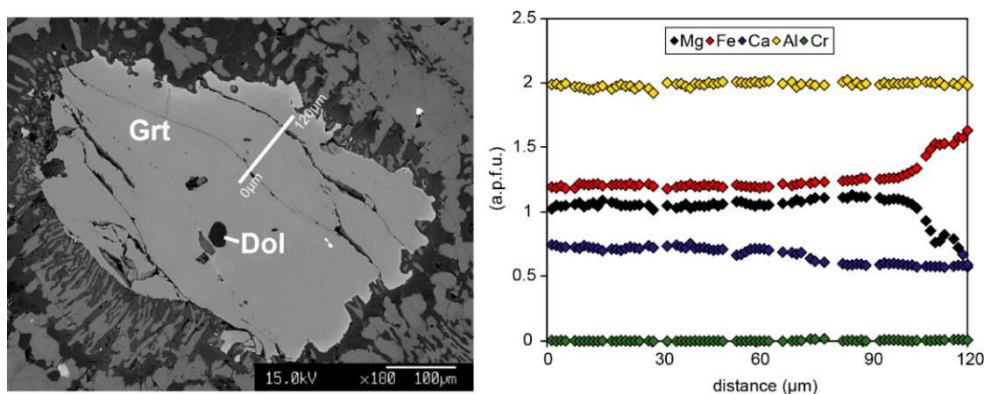 Grt
120µm
0µm
Dol
15.0kV ×180 100µm
2.5
2
1.5
1
0.5
0
(a.p.f.u.)
Mg Fe Ca Al Cr
0 30 60 90 120
distance (µm)